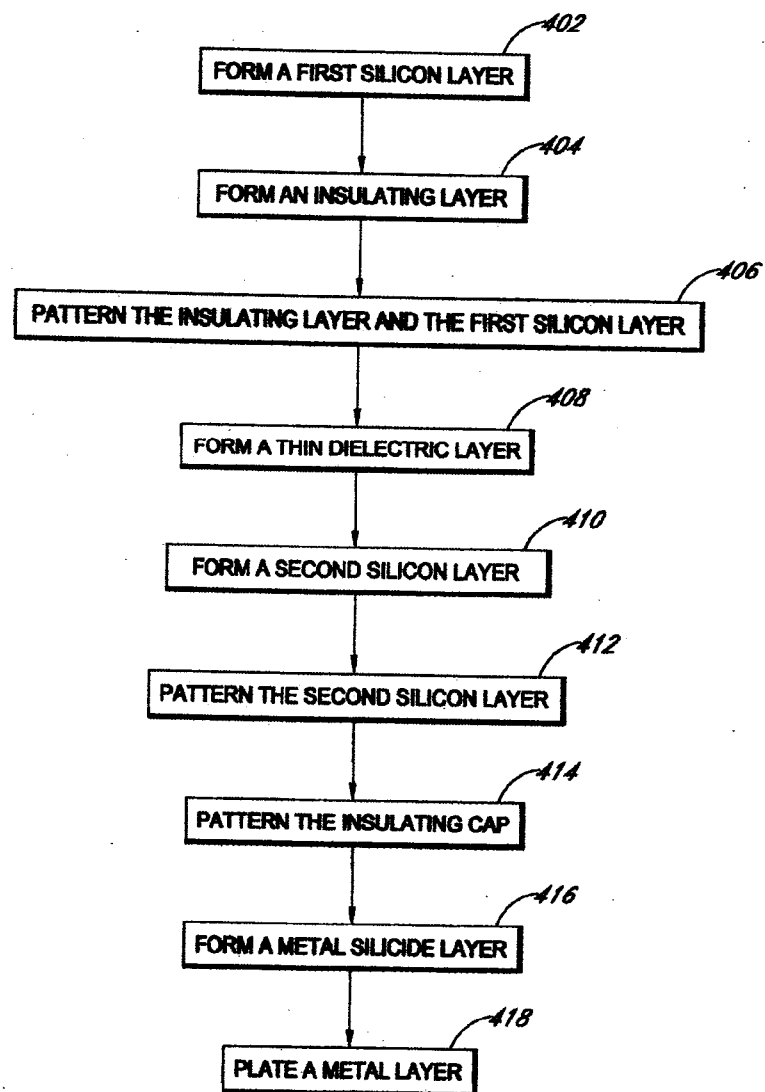 402
FORM A FIRST SILICON LAYER
404
FORM AN INSULATING LAYER
406
PATTERN THE INSULATING LAYER AND THE FIRST SILICON LAYER
408
FORM A THIN DIELECTRIC LAYER
410
FORM A SECOND SILICON LAYER
412
PATTERN THE SECOND SILICON LAYER
414
PATTERN THE INSULATING CAP
416
FORM A METAL SILICIDE LAYER
418
PLATE A METAL LAYER